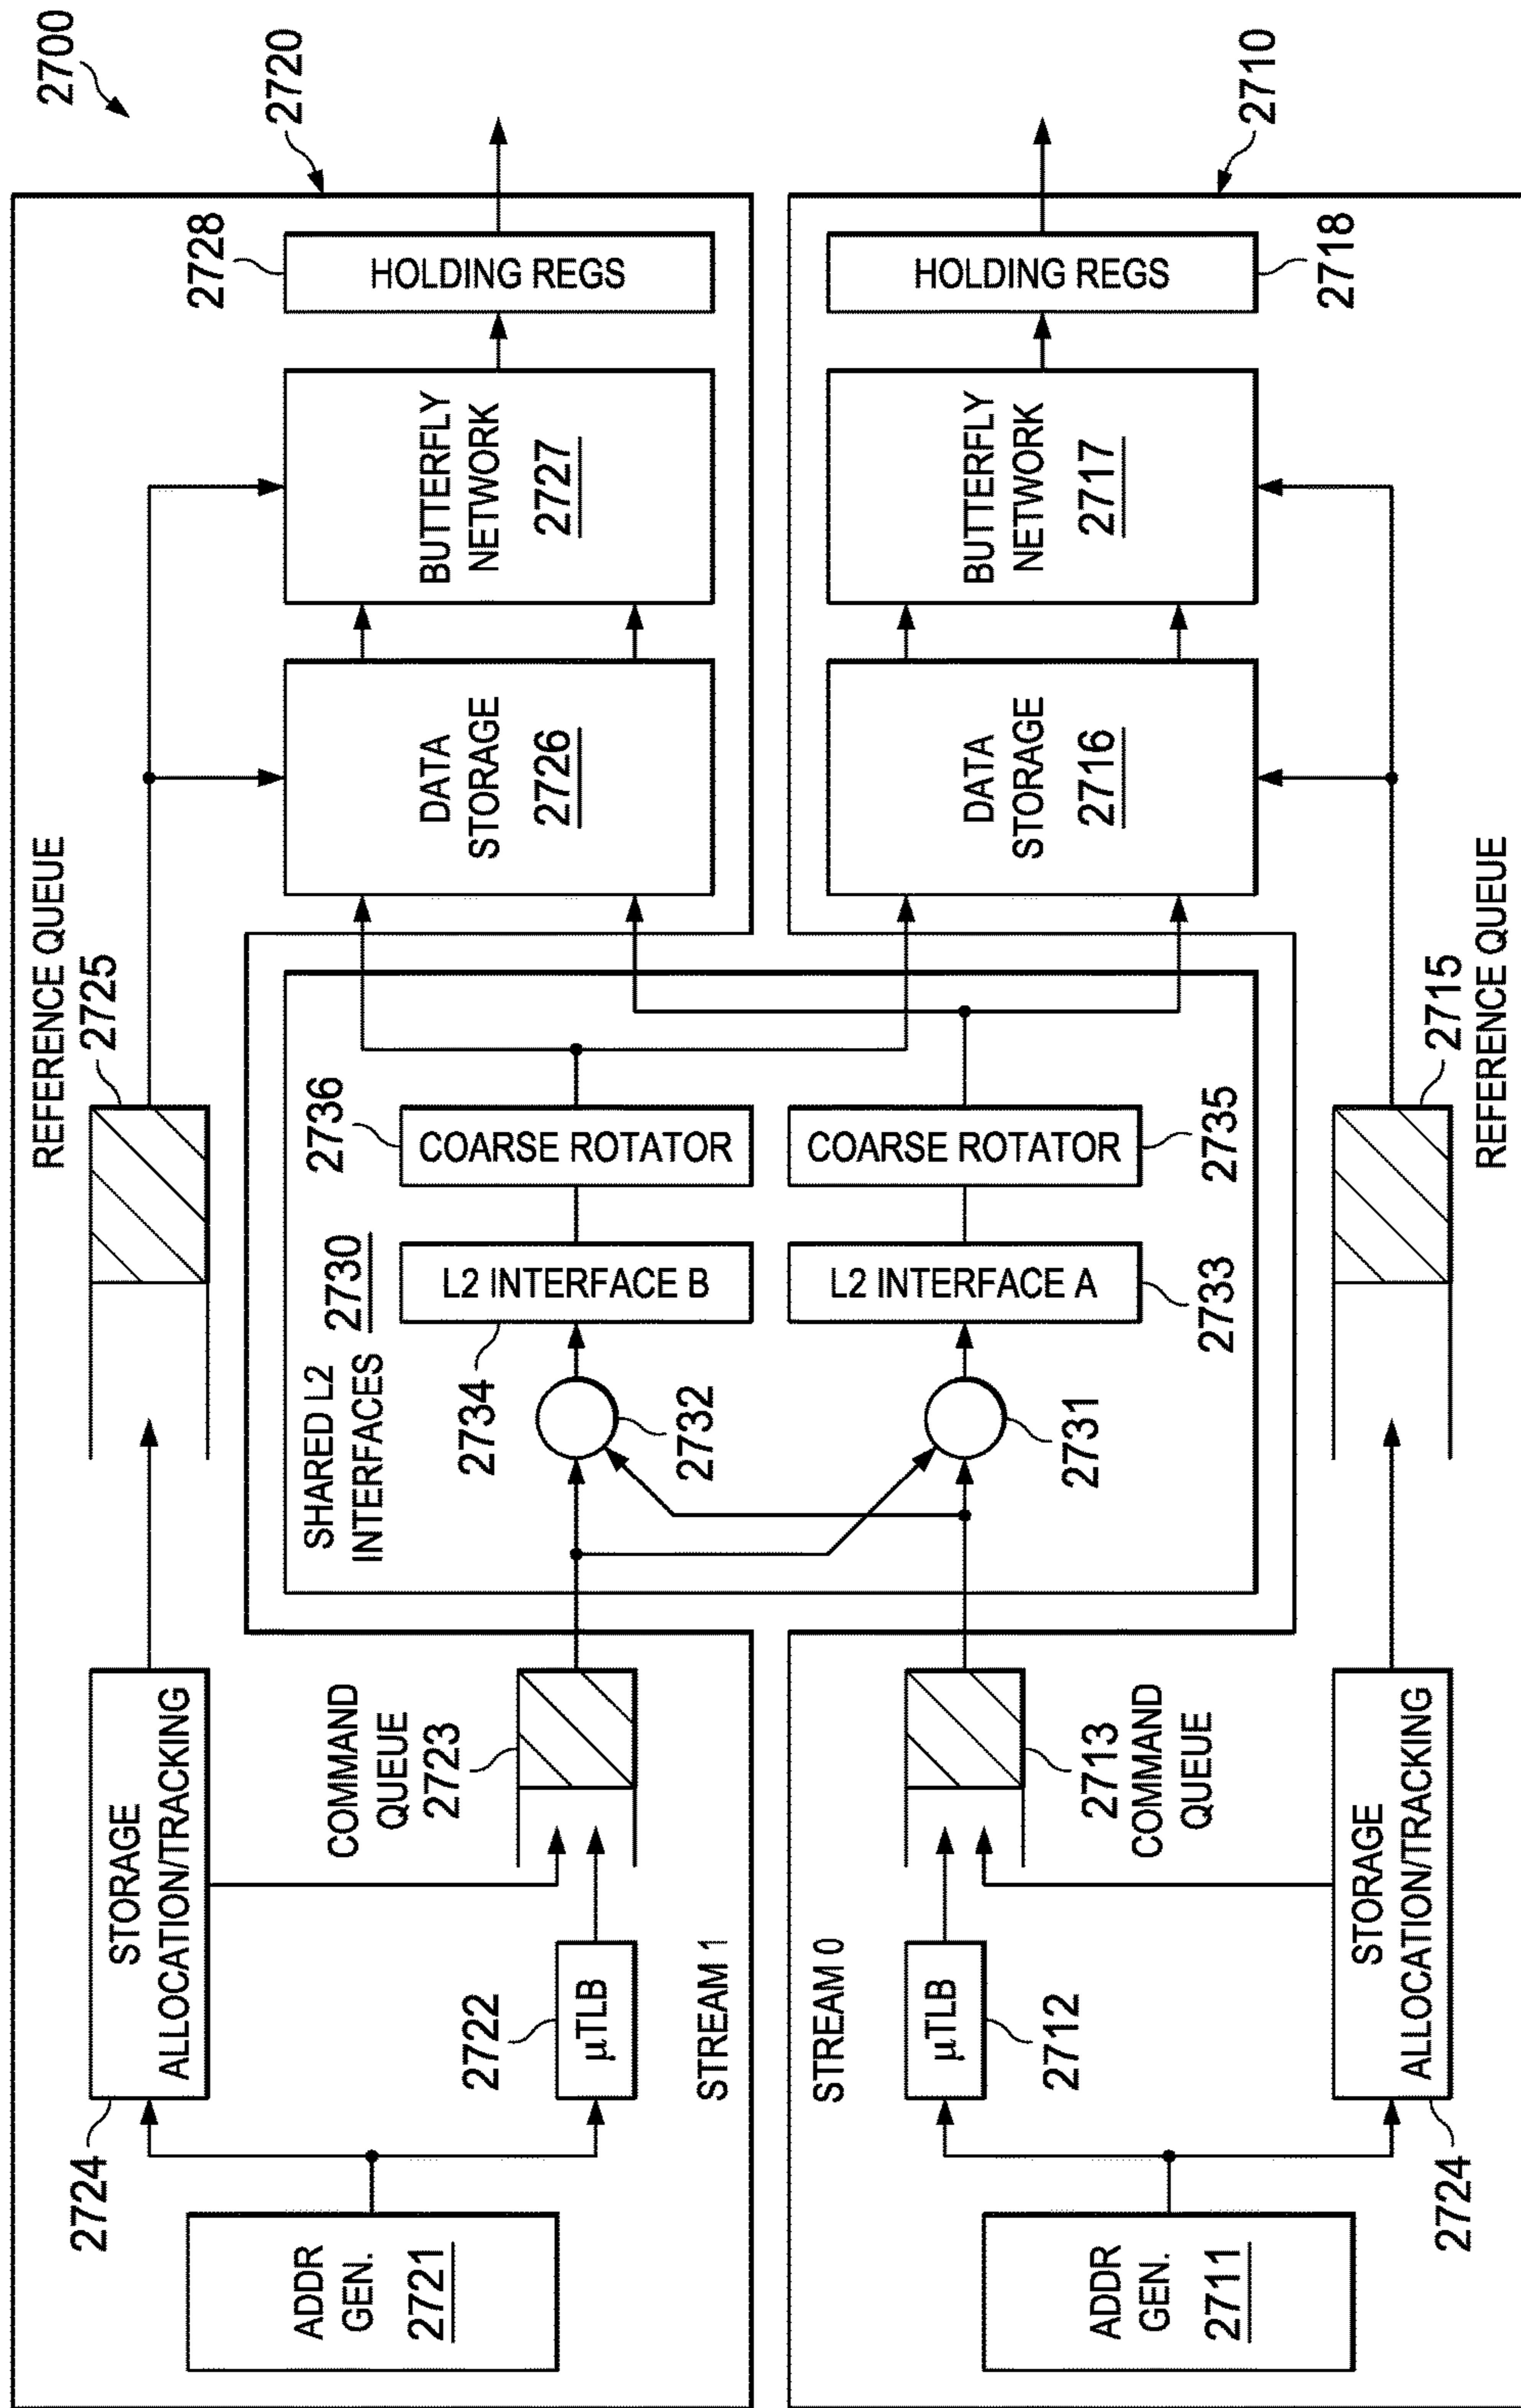 2700
2720
2724
STORAGE
ALLOCATION/TRACKING
REFERENCE QUEUE
2725
ADDR
GEN.
2721
2722
µTLB
STREAM 1
COMMAND
QUEUE
2723
DATA
STORAGE
2726
BUTTERFLY
NETWORK
2727
2728
HOLDING REGS
SHARED L2
INTERFACES 2730
2734
2732
L2 INTERFACE B
2736
COARSE ROTATOR
2731
L2 INTERFACE A
2733
COARSE ROTATOR
2735
STREAM 0
ADDR
GEN.
2711
µTLB
2712
2713
COMMAND
QUEUE
2724
STORAGE
ALLOCATION/TRACKING
2715
REFERENCE QUEUE
DATA
STORAGE
2716
BUTTERFLY
NETWORK
2717
HOLDING REGS
2718
2710